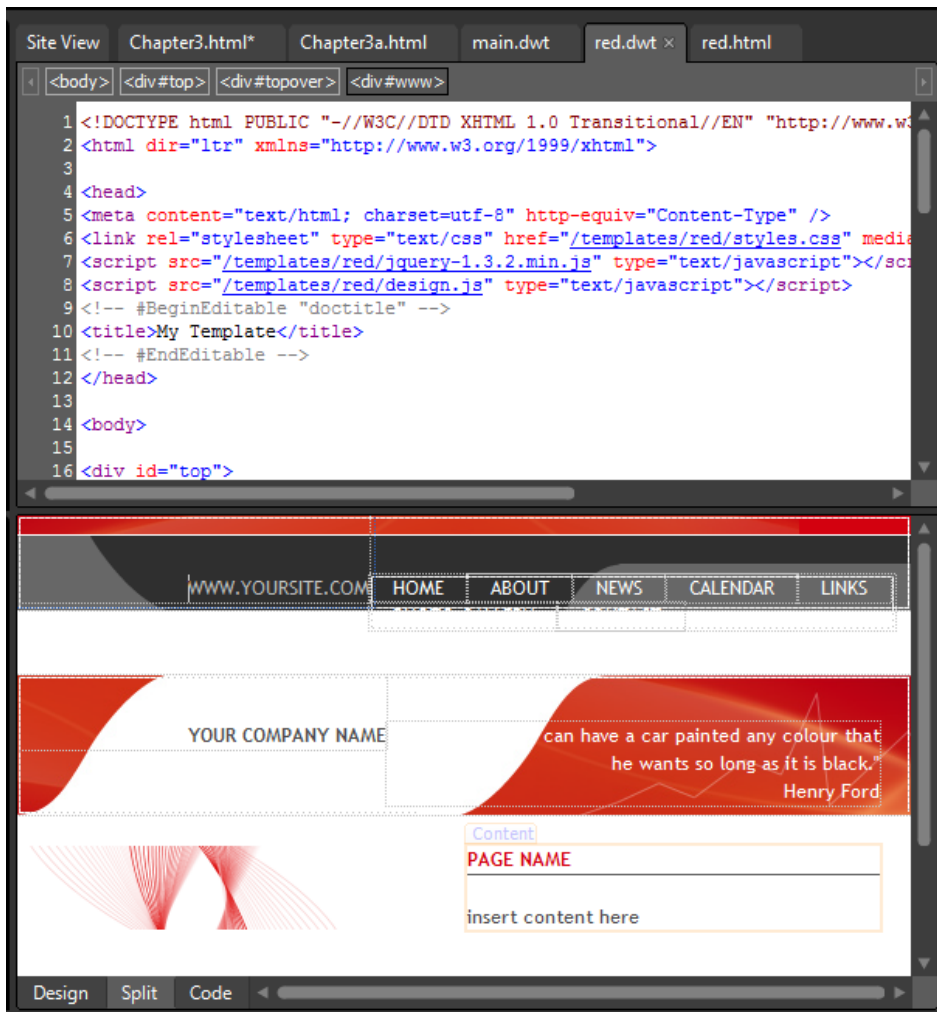 Site View Chapter3.html* Chapter3a.html main.dwt red.dwt × red.html
<body> <div#top> <div#topover> <div#www>
1 <!DOCTYPE html PUBLIC "-//W3C//DTD XHTML 1.0 Transitional//EN" "http://www.w3
2 <html dir="ltr" xmlns="http://www.w3.org/1999/xhtml">
3
4 <head>
5 <meta content="text/html; charset=utf-8" http-equiv="Content-Type" />
6 <link rel="stylesheet" type="text/css" href="/templates/red/styles.css" media
7 <script src="/templates/red/jquery-1.3.2.min.js" type="text/javascript"></scr
8 <script src="/templates/red/design.js" type="text/javascript"></script>
9 <!-- #BeginEditable "doctitle" -->
10 <title>My Template</title>
11 <!-- #EndEditable -->
12 </head>
13
14 <body>
15
16 <div id="top">
WWW.YOURSITE.COM HOME ABOUT NEWS CALENDAR LINKS
YOUR COMPANY NAME
can have a car painted any colour that
he wants so long as it is black."
Henry Ford
Content
PAGE NAME
insert content here
Design Split Code